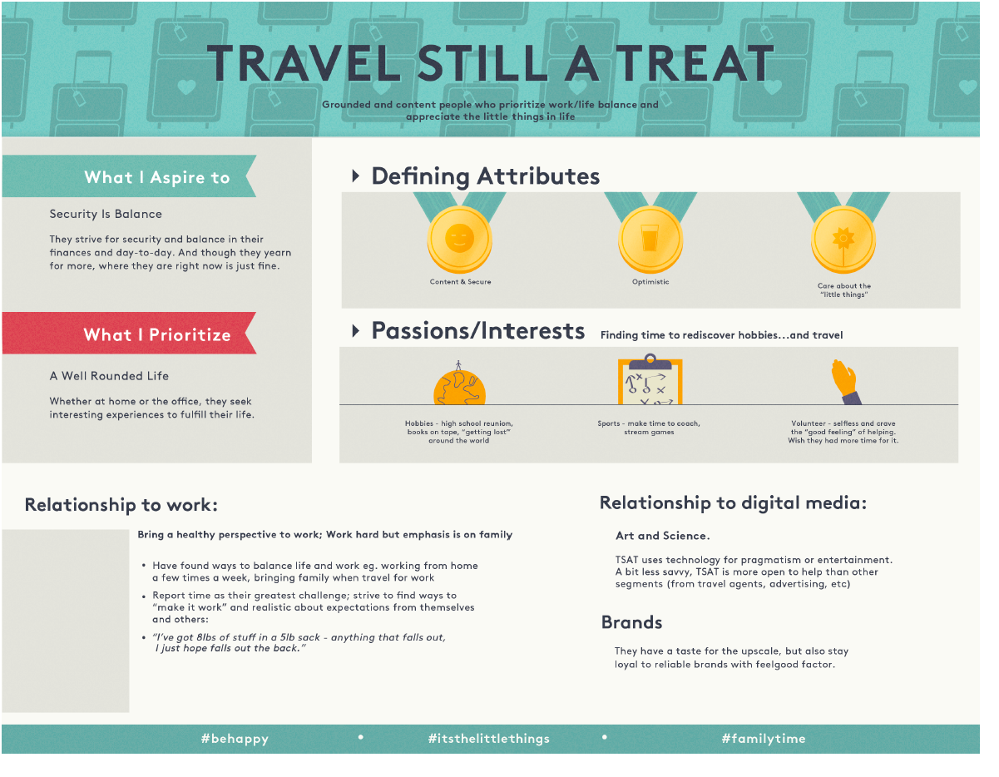 TRAVEL STILL A TREAT
Grounded and content people who prioritize work/life balance and
appreciate the little things in life
What I Aspire to
Security Is Balance
They strive for security and balance in their
finances and day-to-day. And though they yearn
for more, where they are right now is just fine.
What I Prioritize
A Well Rounded Life
Whether at home or the office, they seek
interesting experiences to fulfill their life.
Defining Attributes
Content & Secure
Optimistic
Care about the
"little things"
Passions/Interests
Finding time to rediscover hobbies...and travel
Hobbies - high school reunion,
books on tape, "getting lost"
around the world
Sports - make time to coach,
stream games
Volunteer - selfless and crave
the "good feeling" of helping.
Wish they had more time for it.
Relationship to work:
Bring a healthy perspective to work; Work hard but emphasis is on family
• Have found ways to balance life and work eg. working from home
a few times a week, bringing family when travel for work
• Report time as their greatest challenge; strive to find ways to
"make it work" and realistic about expectations from themselves
and others:
• "I've got 8lbs of stuff in a 5lb sack - anything that falls out,
I just hope falls out the back."
Relationship to digital media:
Art and Science.
TSAT uses technology for pragmatism or entertainment.
A bit less savvy, TSAT is more open to help than other
segments (from travel agents, advertising, etc)
Brands
They have a taste for the upscale, but also stay
loyal to reliable brands with feelgood factor.
#behappy • #itsthelittlethings • #familytime